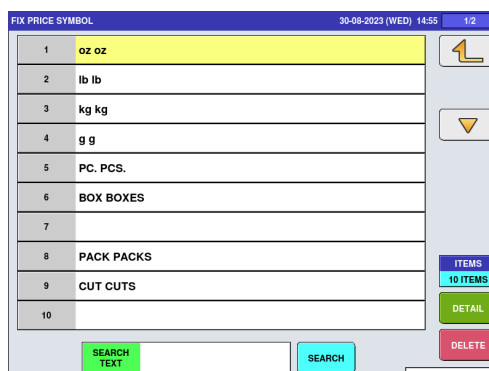 FIX PRICE SYMBOL 30-08-2023 (WED) 14:55 1/2
1 oz oz
2 lb lb
3 kg kg
4 g g
5 PC. PCS.
6 BOX BOXES
7
8 PACK PACKS
9 CUT CUTS
10
ITEMS
10 ITEMS
DETAIL
DELETE
SEARCH TEXT
SEARCH